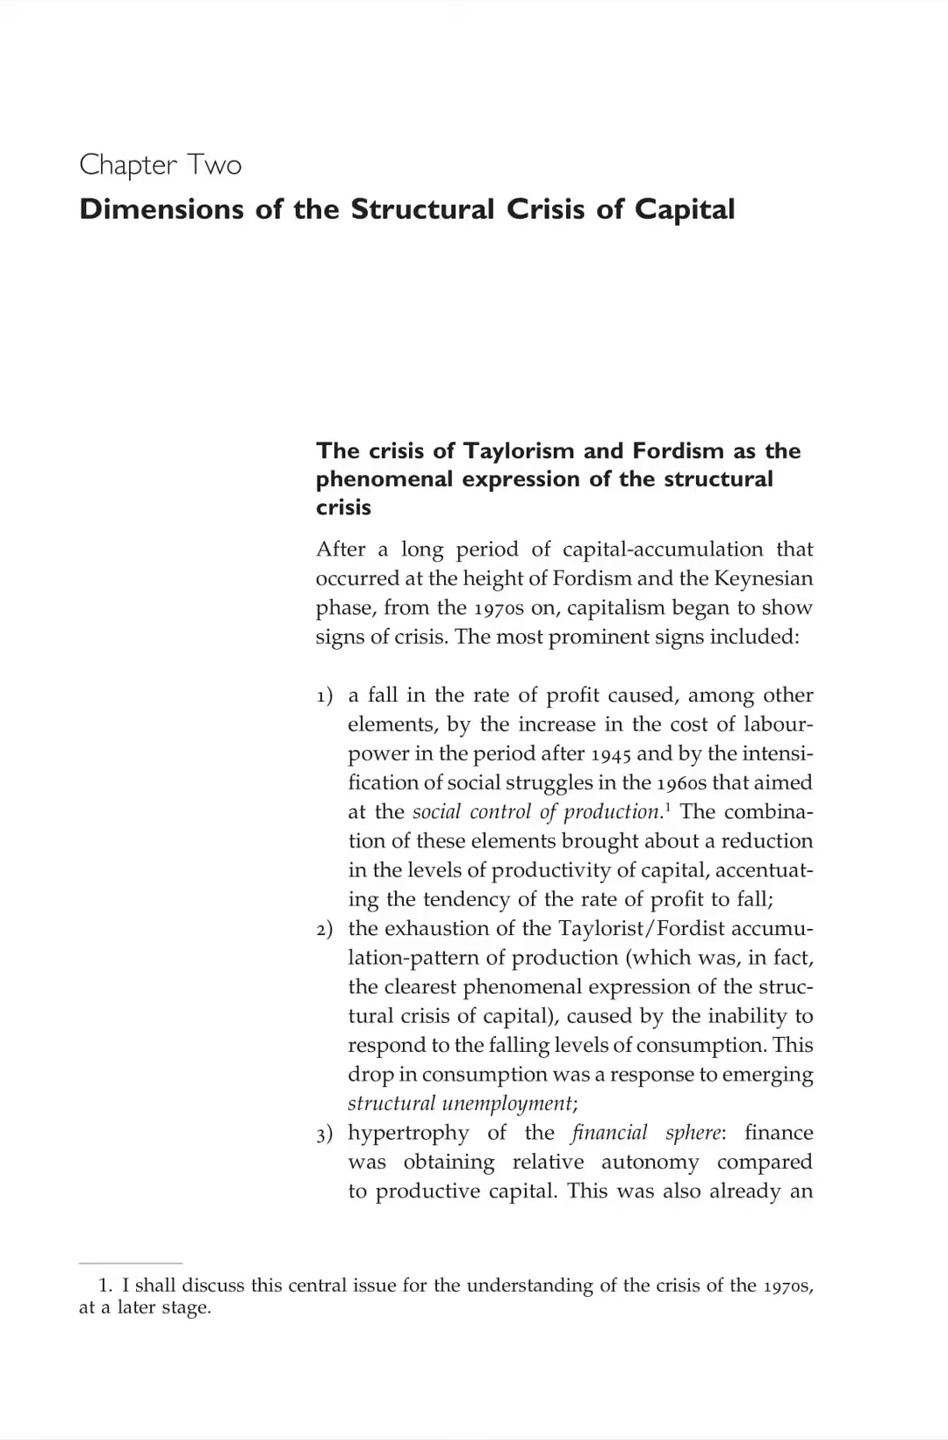 Chapter Two
Dimensions of the Structural Crisis of Capital
The crisis of Taylorism and Fordism as the
phenomenal expression of the structural
crisis
After a long period of capital-accumulation that
occurred at the height of Fordism and the Keynesian
phase, from the 1970s on, capitalism began to show
signs of crisis. The most prominent signs included:
1) a fall in the rate of profit caused, among other
elements, by the increase in the cost of labour-
power in the period after 1945 and by the intensi-
fication of social struggles in the 1960s that aimed
at the social control of production.¹ The combina-
tion of these elements brought about a reduction
in the levels of productivity of capital, accentuat-
ing the tendency of the rate of profit to fall;
2) the exhaustion of the Taylorist/Fordist accumu-
lation-pattern of production (which was, in fact,
the clearest phenomenal expression of the struc-
tural crisis of capital), caused by the inability to
respond to the falling levels of consumption. This
drop in consumption was a response to emerging
structural unemployment;
3) hypertrophy of the financial sphere: finance
was obtaining relative autonomy compared
to productive capital. This was also already an
1. I shall discuss this central issue for the understanding of the crisis of the 1970s,
at a later stage.